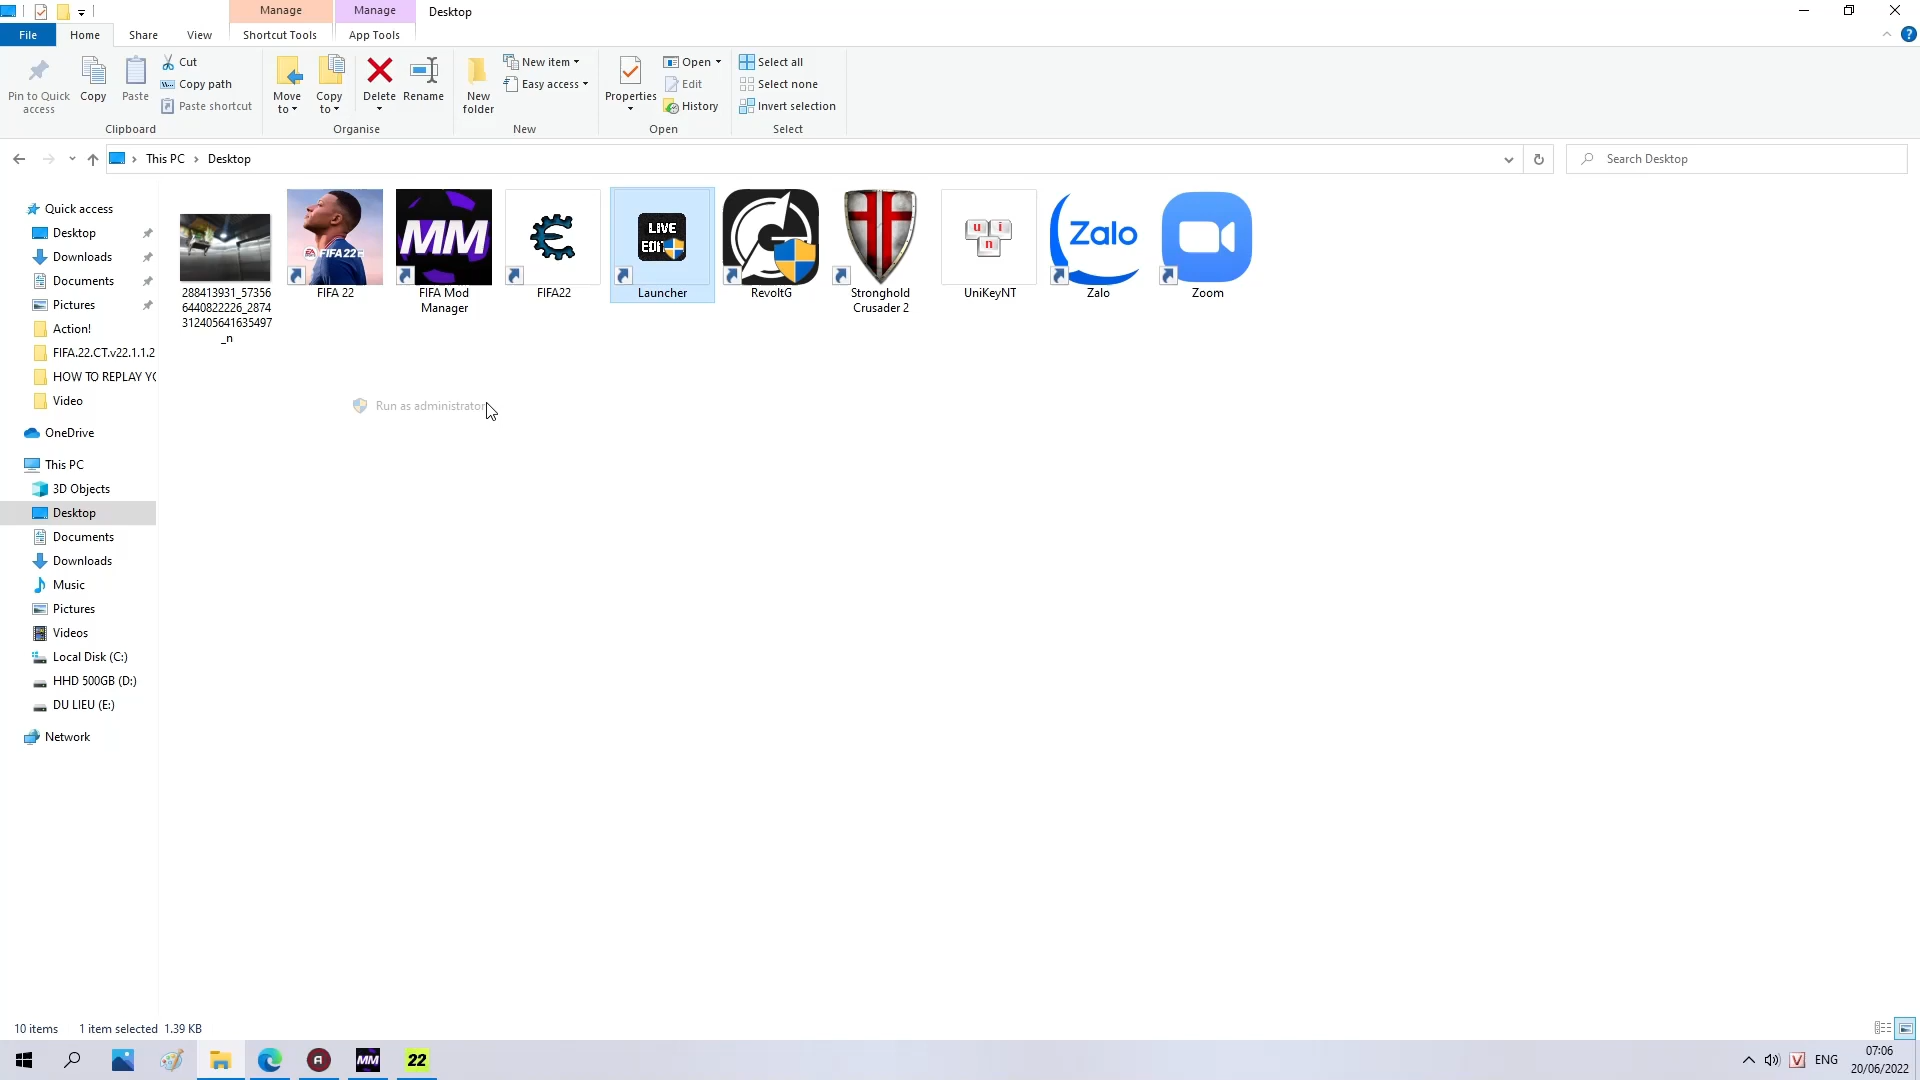 Manage
Manage
Desktop
File
Home
Share
View
Shortcut Tools
App Tools
Pin to Quick
access
Copy
Paste
Cut
Copy path
Paste shortcut
Clipboard
Move
to
Copy
to
Delete
Rename
Organise
New
folder
New item
Easy access
New
Properties
Open
Edit
History
Open
Select all
Select none
Invert selection
Select
This PC
Desktop
Search Desktop
Quick access
Desktop
Downloads
Documents
Pictures
Action!
FIFA.22.CT.v22.1.1.2
HOW TO REPLAY YO
Video
OneDrive
This PC
3D Objects
Desktop
Documents
Downloads
Music
Pictures
Videos
Local Disk (C:)
HHD 500GB (D:)
DU LIEU (E:)
Network
288413931_57356
6440822226_2874
312405641635497
_n
FIFA 22
FIFA 22
MM
FIFA Mod
Manager
FIFA22
LIVE
Launcher
RevoltG
Stronghold
Crusader 2
u i
n
UniKeyNT
Zalo
Zalo
Zoom
Run as administrator
10 items
1 item selected 1.39 KB
MM
22
V
ENG
07:06
20/06/2022